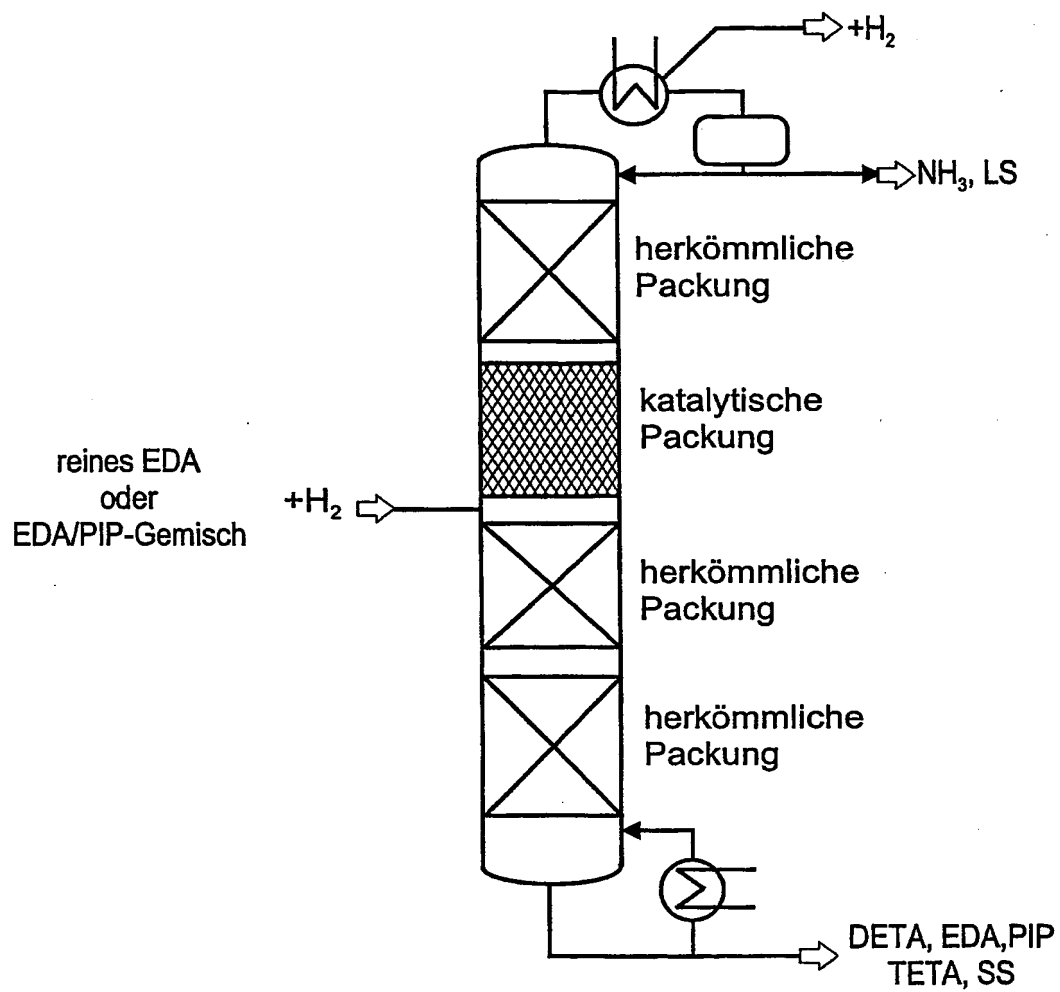 +H₂
NH₃, LS
herkömmliche
Packung
katalytische
Packung
reines EDA
oder
EDA/PIP-Gemisch
+H₂
herkömmliche
Packung
herkömmliche
Packung
DETA, EDA,PIP
TETA, SS